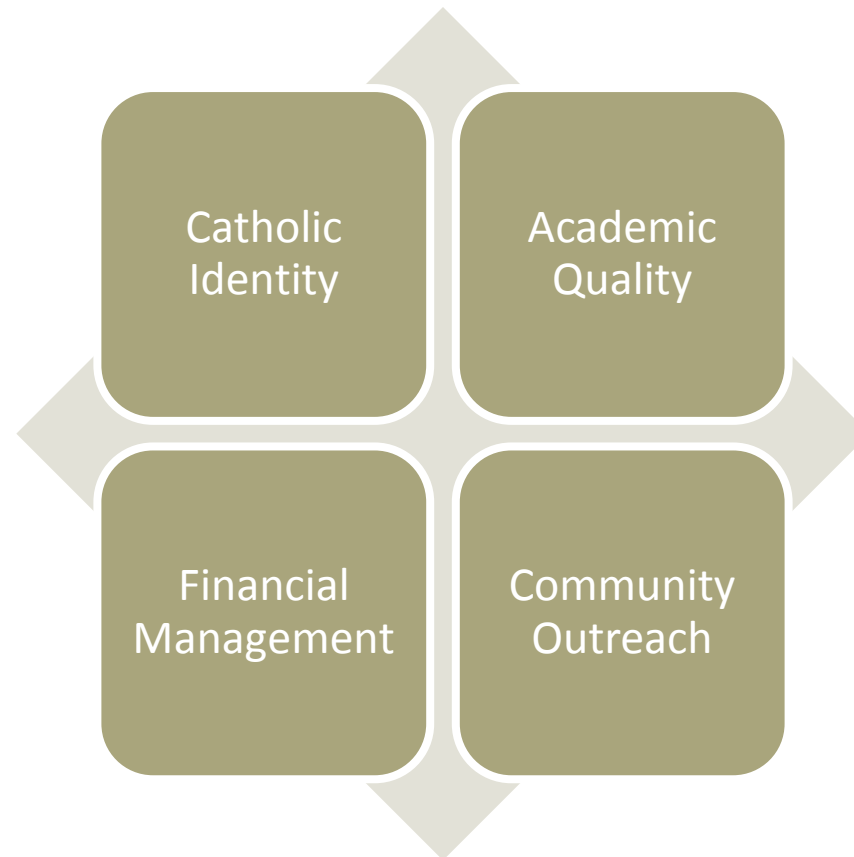 Catholic
Identity
Academic
Quality
Financial
Management
Community
Outreach